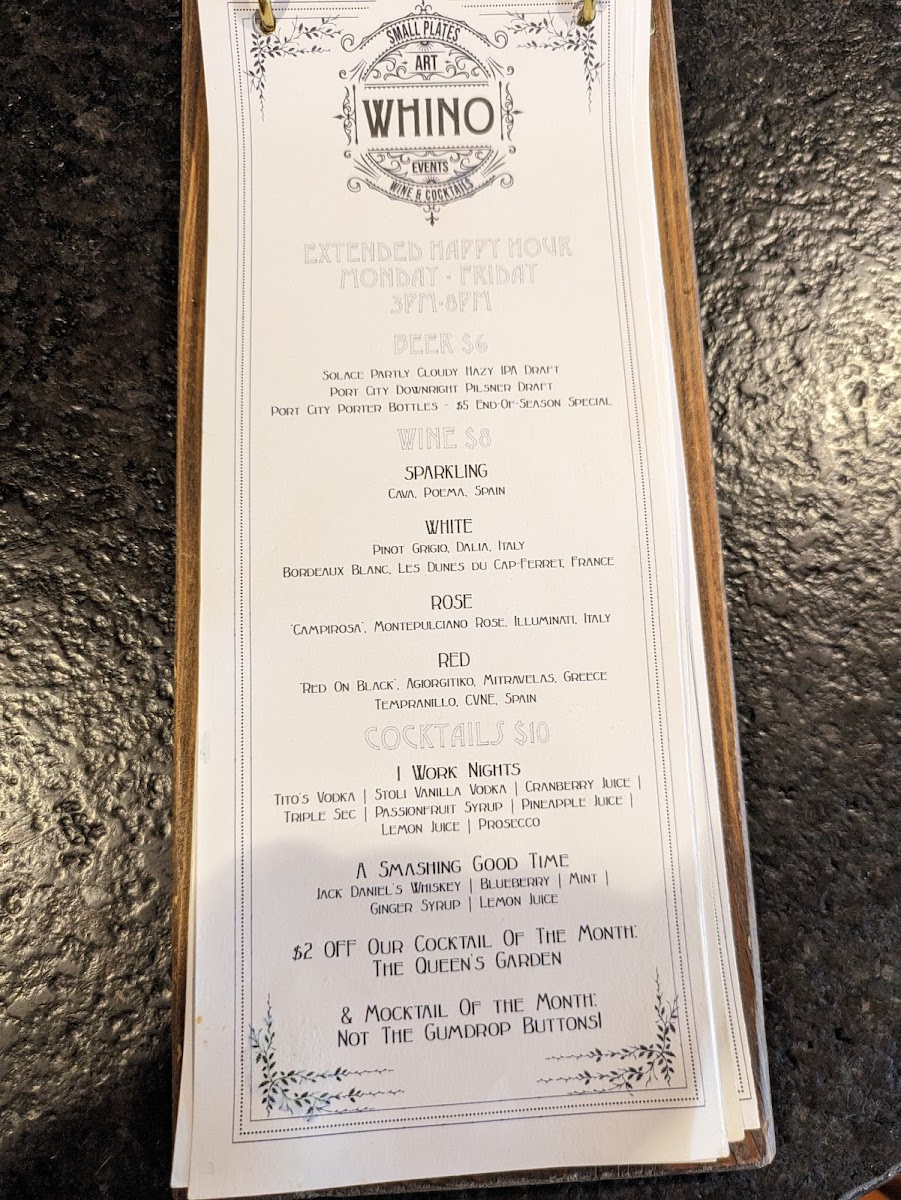 SMALL PLATES
ART
WHINO
EVENTS
WINE & COCKTAILS
EXTENDED HAPPY HOUR
MONDAY - FRIDAY
3PM-8PM
BEER $6
SOLACE PARTLY CLOUDY HAZY IPA DRAFT
PORT CITY DOWNRIGHT PILSNER DRAFT
PORT CITY PORTER BOTTLES - $5 END-OF-SEASON SPECIAL
WINE $8
SPARKLING
CAVA, POEMA, SPAIN
WHITE
PINOT GRIGIO, DALIA, ITALY
BORDEAUX BLANC, LES DUNES DU CAP-FERRET, FRANCE
ROSE
'CAMPIROSA', MONTEPULCIANO ROSE, ILLUMINATI, ITALY
RED
'RED ON BLACK', AGIORGITIKO, MITRAVELAS, GREECE
TEMPRANILLO, CVNE, SPAIN
COCKTAILS $10
I WORK NIGHTS
TITO'S VODKA | STOLI VANILLA VODKA | CRANBERRY JUICE |
TRIPLE SEC | PASSIONFRUIT SYRUP | PINEAPPLE JUICE |
LEMON JUICE | PROSECCO
A SMASHING GOOD TIME
JACK DANIEL'S WHISKEY | BLUEBERRY | MINT |
GINGER SYRUP | LEMON JUICE
$2 OFF OUR COCKTAIL OF THE MONTH:
THE QUEEN'S GARDEN
& MOCKTAIL OF THE MONTH:
NOT THE GUMDROP BUTTONS!